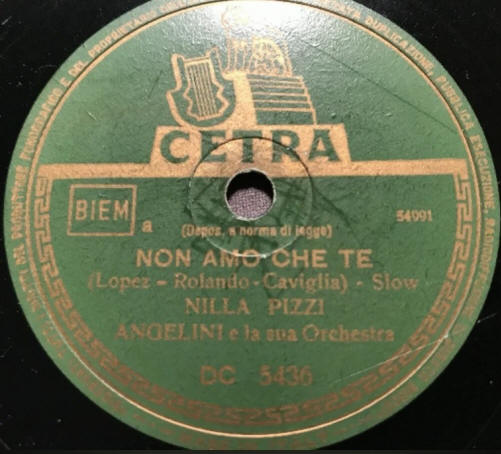 CETRA
BIEM
a
54991
(Depos. a norma di legge)
NON AMO CHE TE
(Lopez - Rolando - Caviglia) - Slow
NILLA PIZZI
ANGELINI e la sua Orchestra
DC 5436